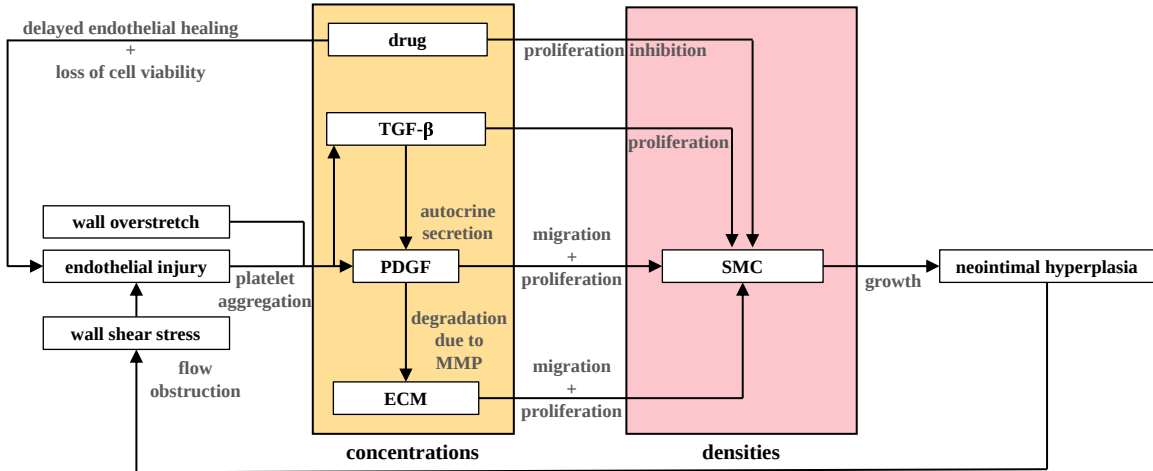 delayed endothelial healing
+
loss of cell viability
drug
proliferation inhibition
TGF-β
proliferation
wall overstretch
autocrine
secretion
migration
+
proliferation
endothelial injury
platelet
aggregation
PDGF
SMC
growth
neointimal hyperplasia
wall shear stress
flow
obstruction
degradation
due to
MMP
migration
+
proliferation
ECM
concentrations
densities